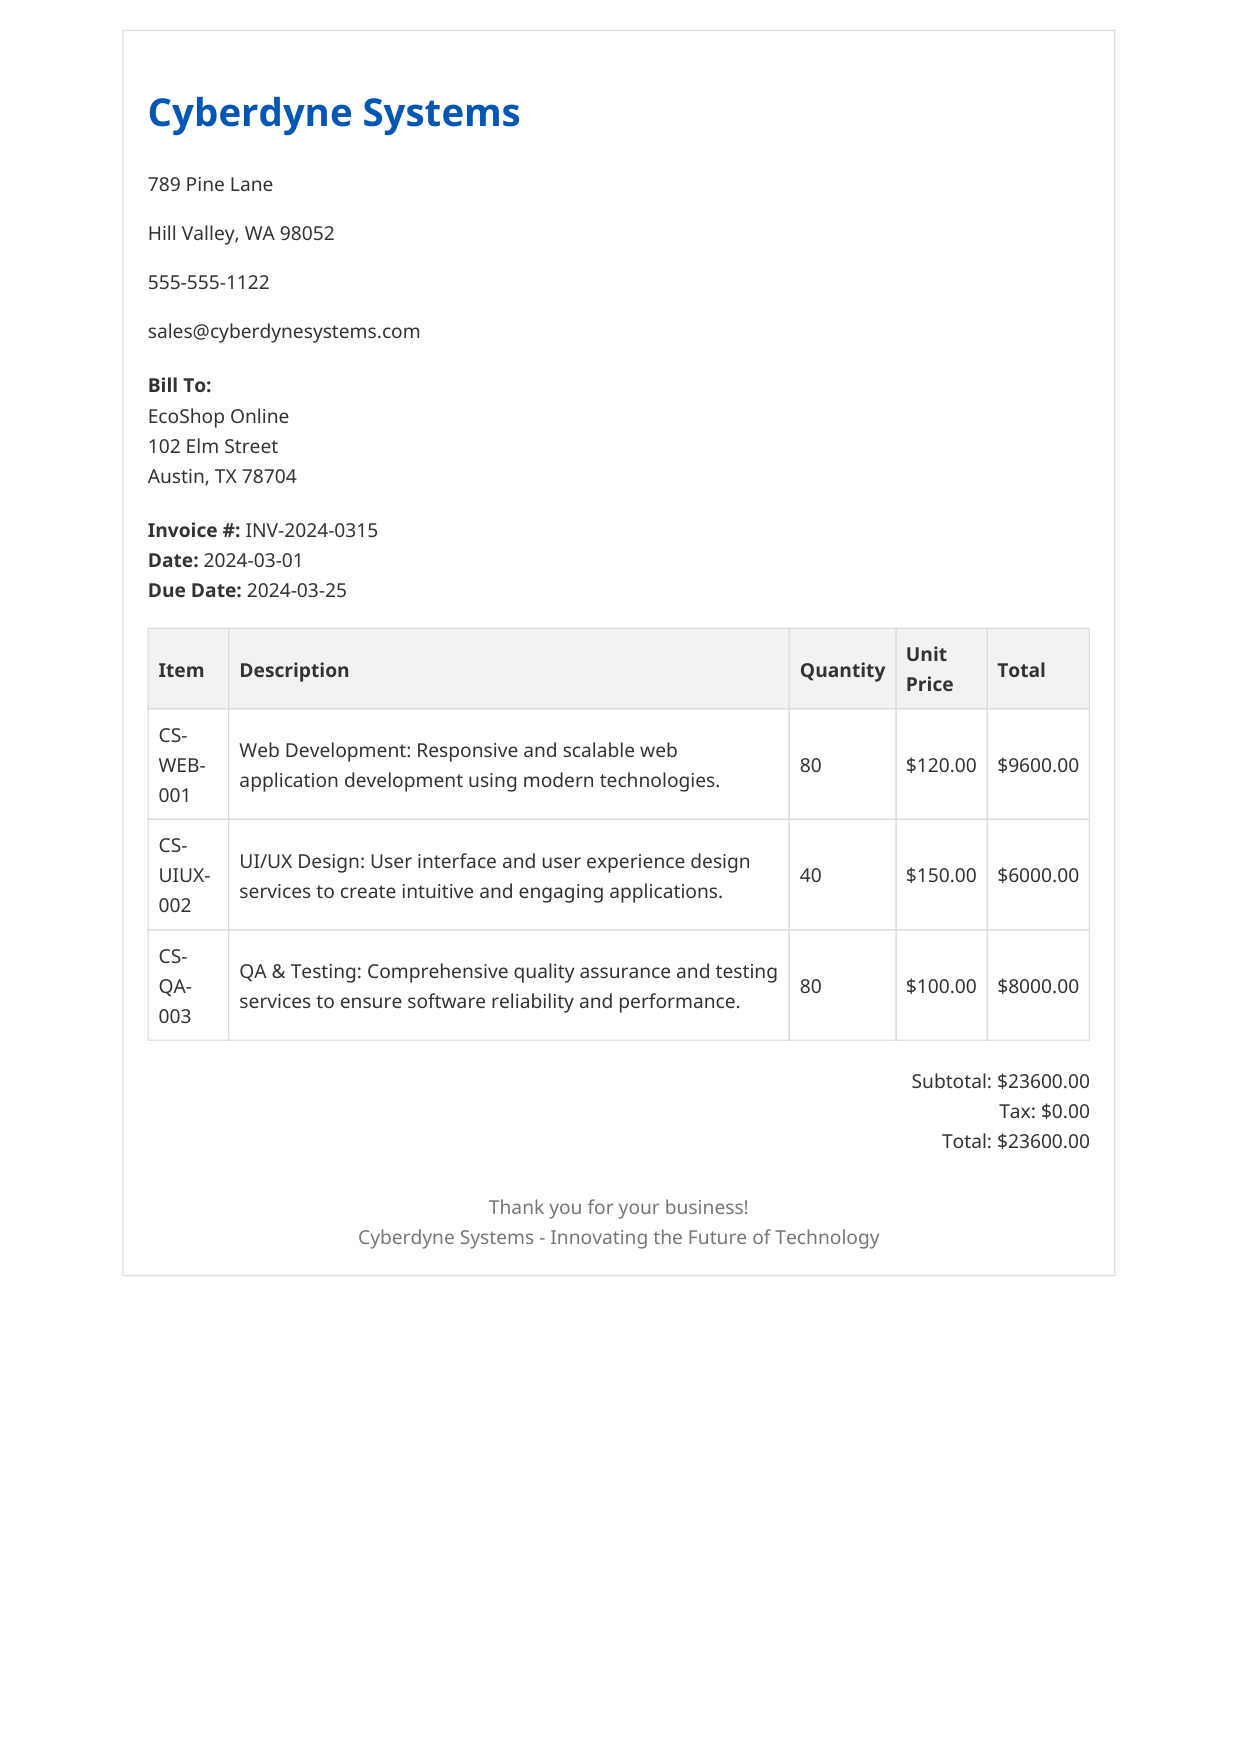 Cyberdyne Systems
789 Pine Lane
Hill Valley, WA 98052
555-555-1122
sales@cyberdynesystems.com
Bill To:
EcoShop Online
102 Elm Street
Austin, TX 78704
Invoice #: INV-2024-0315
Date: 2024-03-01
Due Date: 2024-03-25
Item Description Quantity Unit Price Total
CS-WEB-001 Web Development: Responsive and scalable web application development using modern technologies. 80 $120.00 $9600.00
CS-UIUX-002 UI/UX Design: User interface and user experience design services to create intuitive and engaging applications. 40 $150.00 $6000.00
CS-QA-003 QA & Testing: Comprehensive quality assurance and testing services to ensure software reliability and performance. 80 $100.00 $8000.00
Subtotal: $23600.00
Tax: $0.00
Total: $23600.00
Thank you for your business!
Cyberdyne Systems - Innovating the Future of Technology